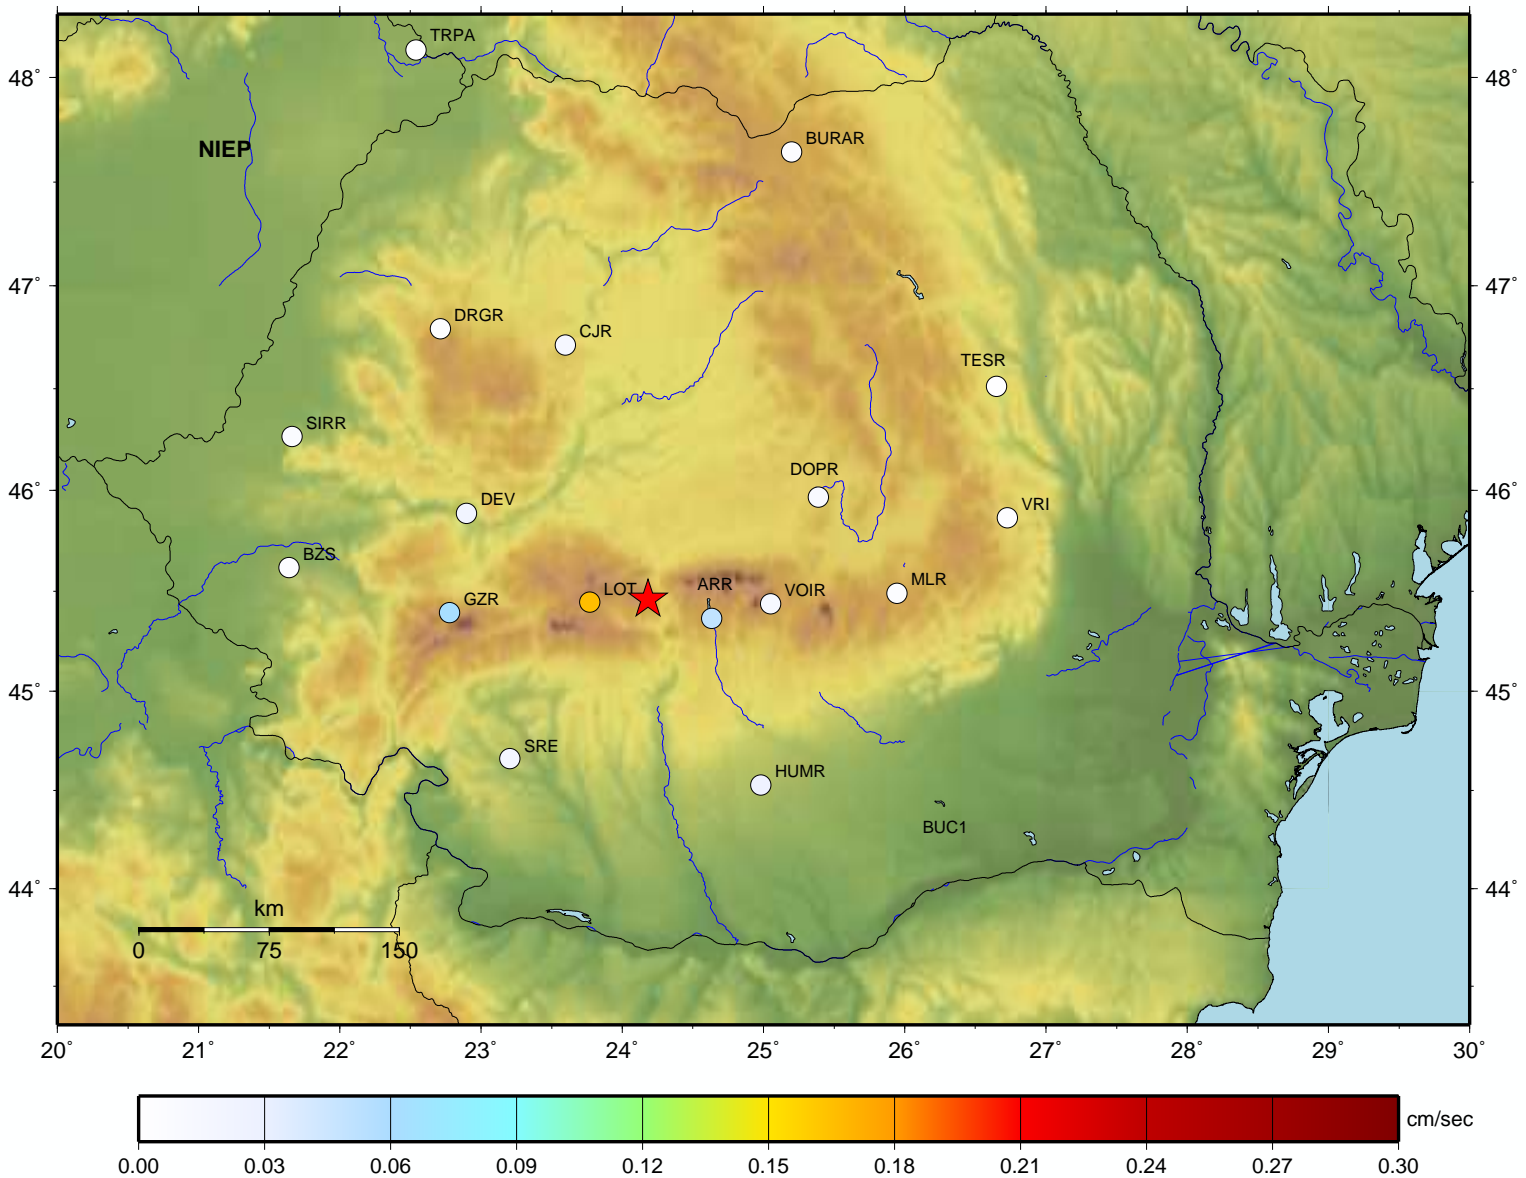 TRPA
48° 48°
BURAR
NIEP
47° 47°
DRGR
CJR
TESR
SIRR
DOPR
46° 46°
DEV
VRI
BZS
LOT
ARR
VOIR
MLR
GZR
45° 45°
SRE
HUMR
BUC1
44° 44°
km
0 75 150
20° 21° 22° 23° 24° 25° 26° 27° 28° 29° 30°
cm/sec
0.00 0.03 0.06 0.09 0.12 0.15 0.18 0.21 0.24 0.27 0.30